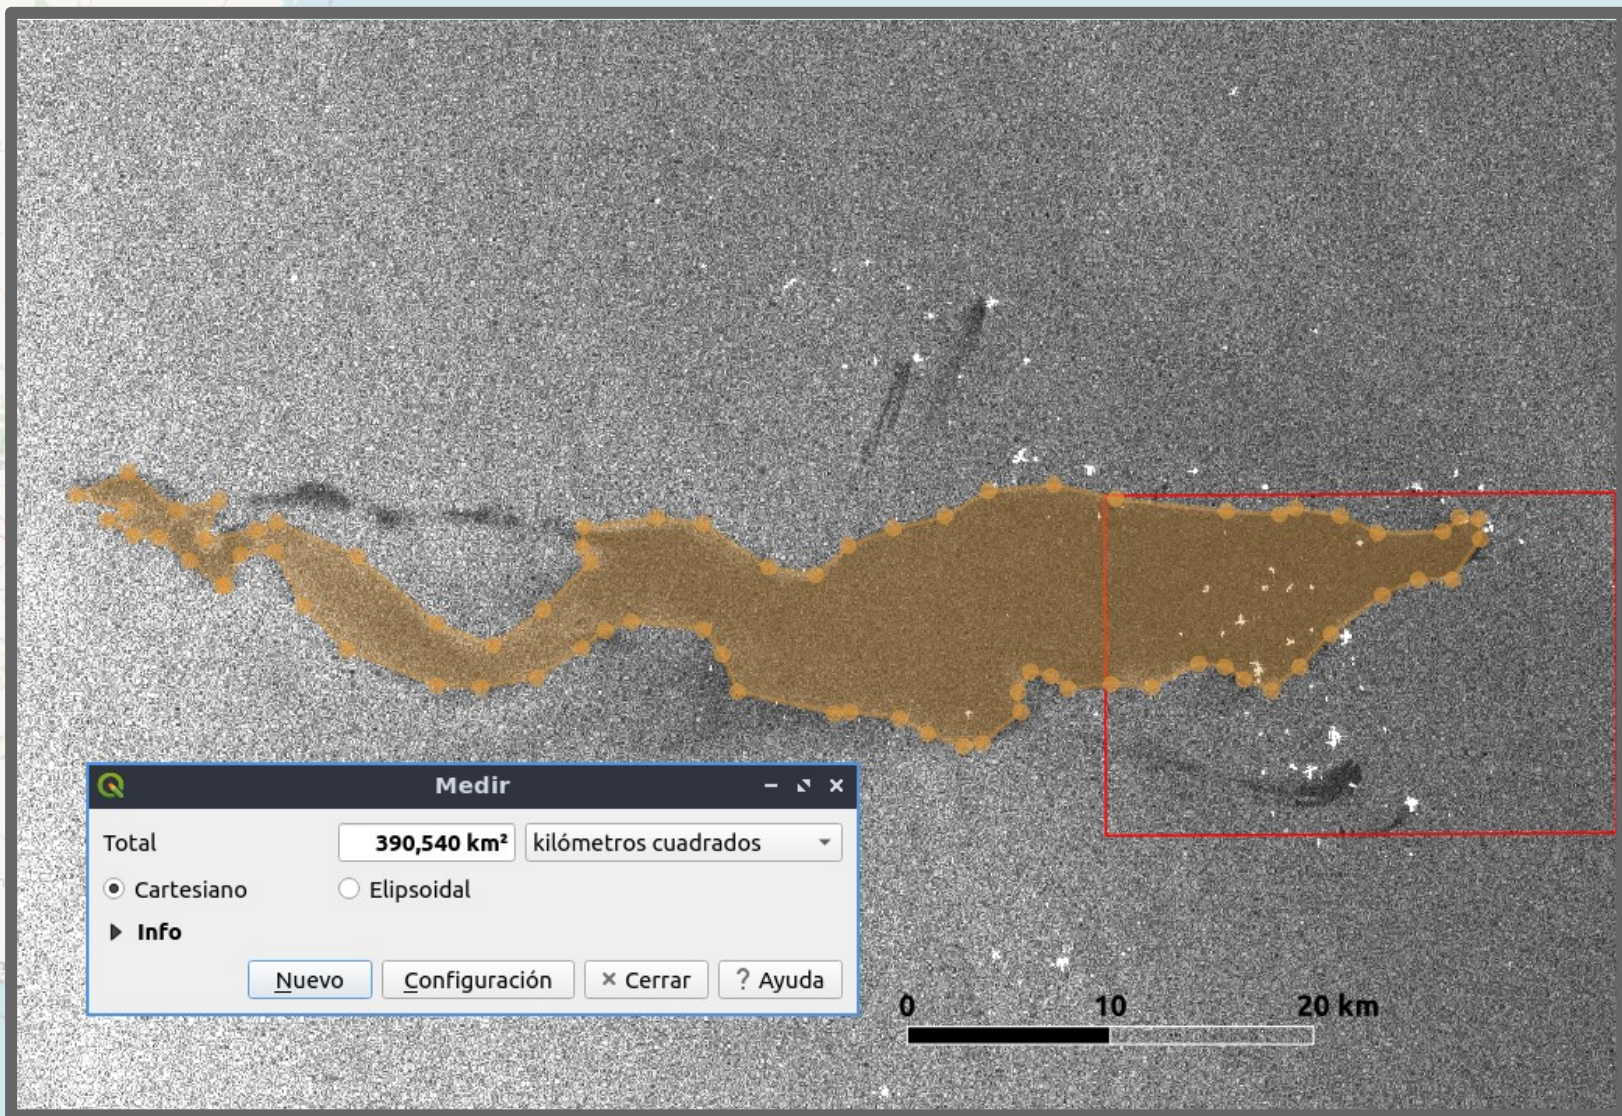 Medir
Total 390,540 km² kilómetros cuadrados
Cartesiano Elipsoidal
Info
Nuevo Configuración Cerrar ? Ayuda
0 10 20 km